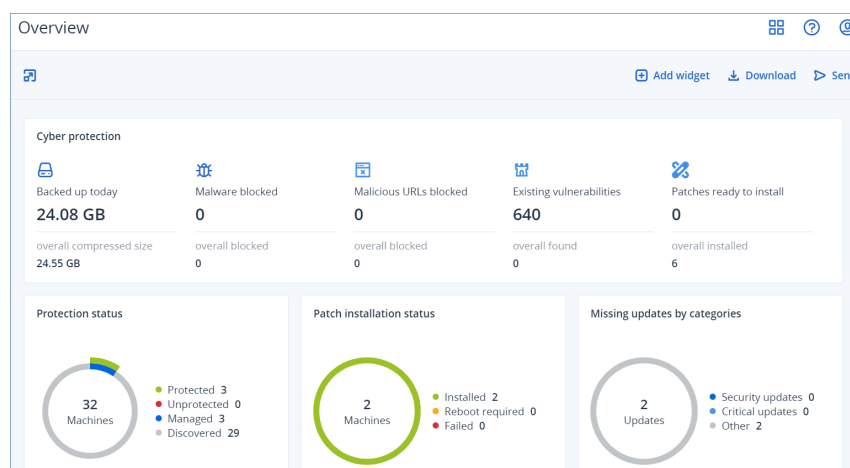 Overview
Add widget Download Sen
Cyber protection
Backed up today Malware blocked Malicious URLs blocked Existing vulnerabilities Patches ready to install
24.08 GB 0 0 640 0
overall compressed size overall blocked overall blocked overall found overall installed
24.55 GB 0 0 0 6
Protection status Patch installation status Missing updates by categories
32
Machines
Protected 3
Unprotected 0
Managed 3
Discovered 29
2
Machines
Installed 2
Reboot required 0
Failed 0
2
Updates
Security updates 0
Critical updates 0
Other 2